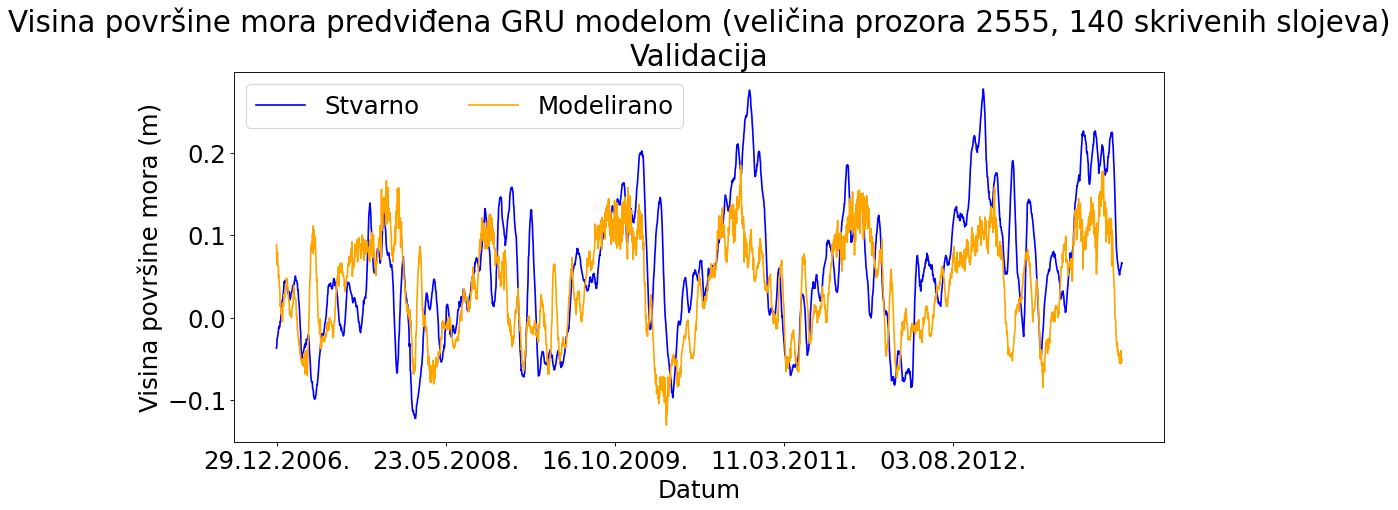 Visina površine mora predviđena GRU modelom (veličina prozora 2555, 140 skrivenih slojeva)
Validacija
Stvarno
Modelirano
Visina površine mora (m)
0.2
0.1
0.0
−0.1
29.12.2006.
23.05.2008.
16.10.2009.
11.03.2011.
03.08.2012.
Datum